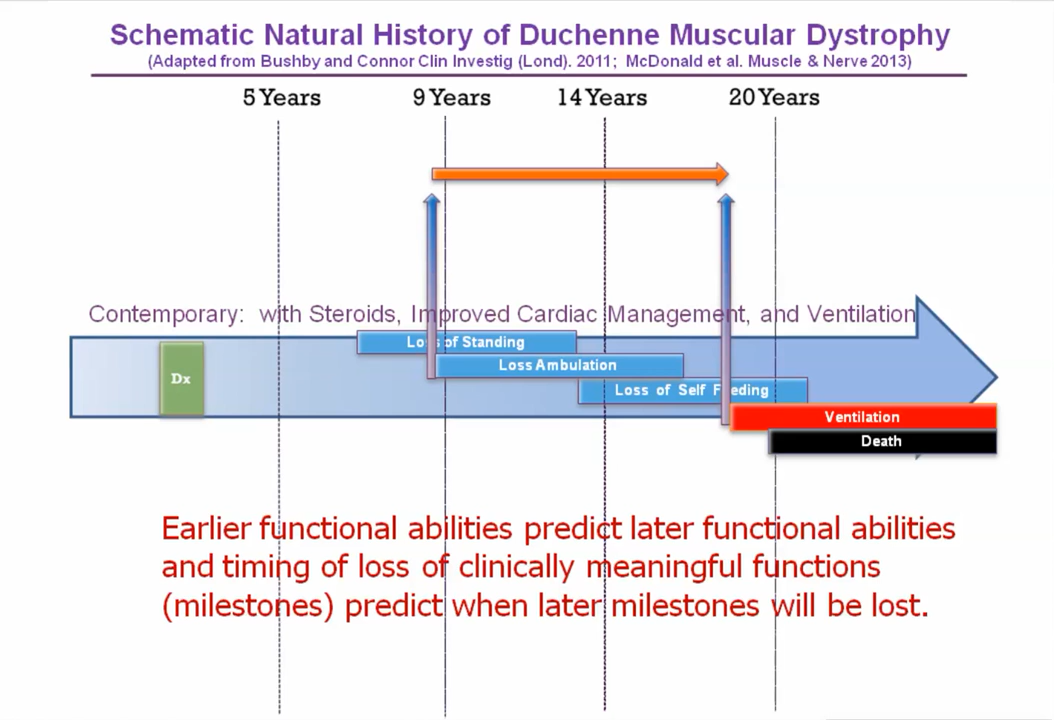 Schematic Natural History of Duchenne Muscular Dystrophy
(Adapted from Bushby and Connor Clin Investig (Lond). 2011; McDonald et al. Muscle & Nerve 2013)
5 Years 9 Years 14 Years 20 Years
Contemporary: with Steroids, Improved Cardiac Management, and Ventilation
Loss of Standing
Loss Ambulation
Dx
Loss of Self Feeding
Ventilation
Death
Earlier functional abilities predict later functional abilities
and timing of loss of clinically meaningful functions
(milestones) predict when later milestones will be lost.